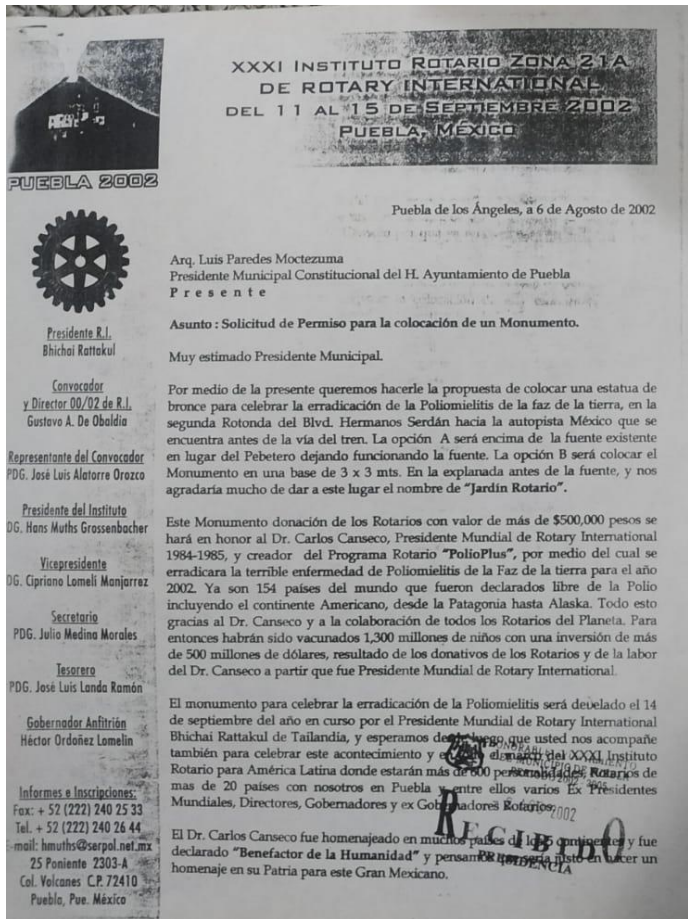 XXXI INSTITUTO ROTARIO ZONA 21A
DE ROTARY INTERNATIONAL
DEL 11 AL 15 DE SEPTIEMBRE 2002
PUEBLA, MÉXICO
PUEBLA 2002
Puebla de los Ángeles, a 6 de Agosto de 2002
Arq. Luis Paredes Moctezuma
Presidente Municipal Constitucional del H. Ayuntamiento de Puebla
P r e s e n t e
Asunto : Solicitud de Permiso para la colocación de un Monumento.
Muy estimado Presidente Municipal.
Por medio de la presente queremos hacerle la propuesta de colocar una estatua de
bronce para celebrar la erradicación de la Poliomielitis de la faz de la tierra, en la
segunda Rotonda del Blvd. Hermanos Serdán hacia la autopista México que se
encuentra antes de la vía del tren. La opción A será encima de la fuente existente
en lugar del Pebetero dejando funcionando la fuente. La opción B será colocar el
Monumento en una base de 3 x 3 mts. En la explanada antes de la fuente, y nos
agradaría mucho de dar a este lugar el nombre de "Jardín Rotario".
Este Monumento donación de los Rotarios con valor de más de $500,000 pesos se
hará en honor al Dr. Carlos Canseco, Presidente Mundial de Rotary International
1984-1985, y creador del Programa Rotario "PolioPlus", por medio del cual se
erradicara la terrible enfermedad de Poliomielitis de la Faz de la tierra para el año
2002. Ya son 154 países del mundo que fueron declarados libre de la Polio
incluyendo el continente Americano, desde la Patagonia hasta Alaska. Todo esto
gracias al Dr. Canseco y a la colaboración de todos los Rotarios del Planeta. Para
entonces habrán sido vacunados 1,300 millones de niños con una inversión de más
de 500 millones de dólares, resultado de los donativos de los Rotarios y de la labor
del Dr. Canseco a partir que fue Presidente Mundial de Rotary International.
El monumento para celebrar la erradicación de la Poliomielitis será develado el 14
de septiembre del año en curso por el Presidente Mundial de Rotary International
Bhichai Rattakul de Tailandia, y esperamos desde luego que usted nos acompañe
también para celebrar este acontecimiento y el marco del XXXI Instituto
Rotario para América Latina donde estarán más de 600 personalidades, Rotarios de
mas de 20 países con nosotros en Puebla y entre ellos varios Ex Presidentes
Mundiales, Directores, Gobernadores y ex Gobernadores Rotarios.
El Dr. Carlos Canseco fue homenajeado en muchos países de los 5 continentes y fue
declarado "Benefactor de la Humanidad" y pensamos que sería justo en hacer un
homenaje en su Patria para este Gran Mexicano.
Presidente R.I.
Bhichai Rattakul
Convocador
y Director 00/02 de R.I.
Gustavo A. De Obaldia
Representante del Convocador
PDG. José Luis Alatorre Orozco
Presidente del Instituto
DG. Hans Muths Grossenbacher
Vicepresidente
DG. Cipriano Lomelí Manjarrez
Secretario
PDG. Julio Medina Morales
Tesorero
PDG. José Luis Landa Ramón
Gobernador Anfitrión
Héctor Ordoñez Lomelin
Informes e Inscripciones:
Fax: + 52 (222) 240 25 33
Tel. + 52 (222) 240 26 44
-mail: hmuths@serpol.net.mx
25 Poniente 2303-A
Col. Volcanes C.P. 72410
Puebla, Pue. México
2002
RECIBIDO
PRESIDENCIA